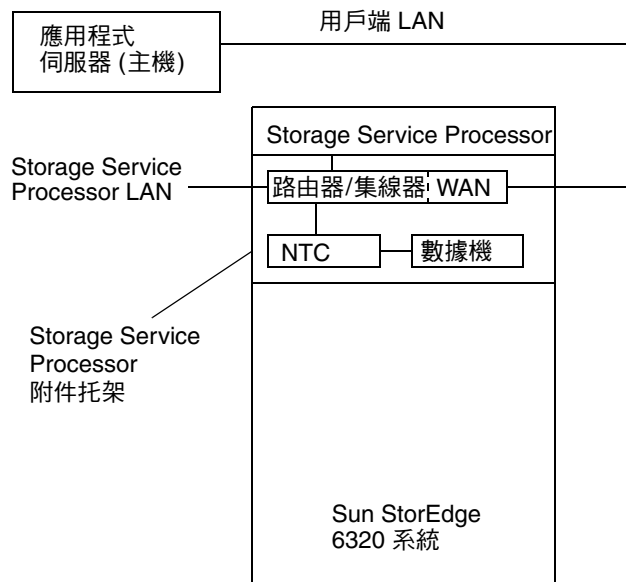 用戶端 LAN
應用程式
伺服器 (主機)
Storage Service Processor
Storage Service
Processor LAN
路由器/集線器 WAN
NTC
數據機
Storage Service
Processor
附件托架
Sun StorEdge
6320 系統